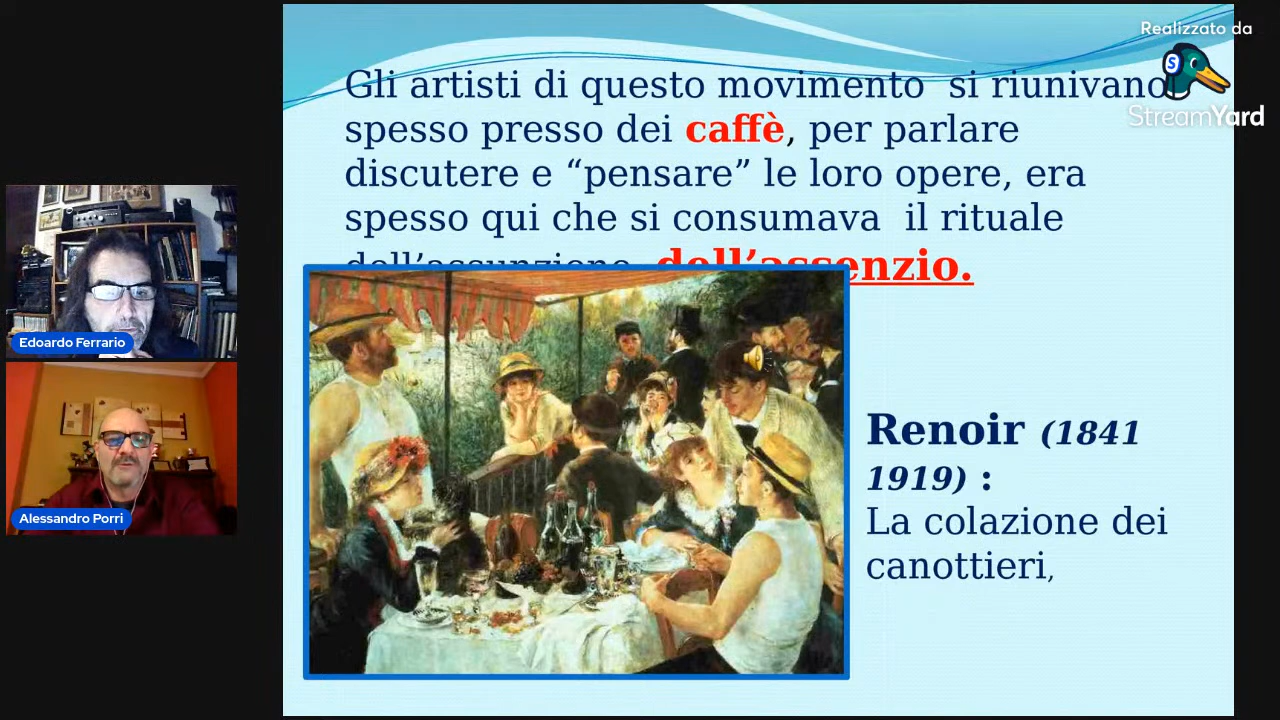 Realizzato da
StreamYard
Gli artisti di questo movimento si riunivano
spesso presso dei caffè, per parlare
discutere e “pensare” le loro opere, era
spesso qui che si consumava il rituale
dell’assunzione dell’assenzio.
Renoir (1841
1919) :
La colazione dei
canottieri,
Edoardo Ferrario
Alessandro Porri